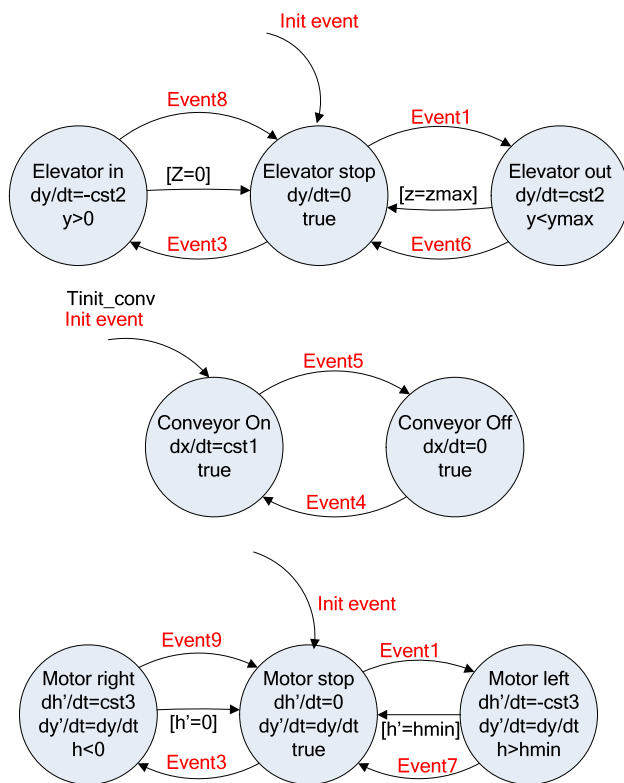 Init event
Event8
Event1
Elevator in
dy/dt=-cst2
y>0
[Z=0]
Elevator stop
dy/dt=0
true
[z=zmax]
Elevator out
dy/dt=cst2
y<ymax
Event3
Event6
Tinit_conv
Init event
Event5
Conveyor On
dx/dt=cst1
true
Conveyor Off
dx/dt=0
true
Event4
Init event
Event9
Event1
Motor right
dh'/dt=cst3
dy'/dt=dy/dt
h<0
[h'=0]
Motor stop
dh'/dt=0
dy'/dt=dy/dt
true
[h'=hmin]
Motor left
dh'/dt=-cst3
dy'/dt=dy/dt
h>hmin
Event3
Event7